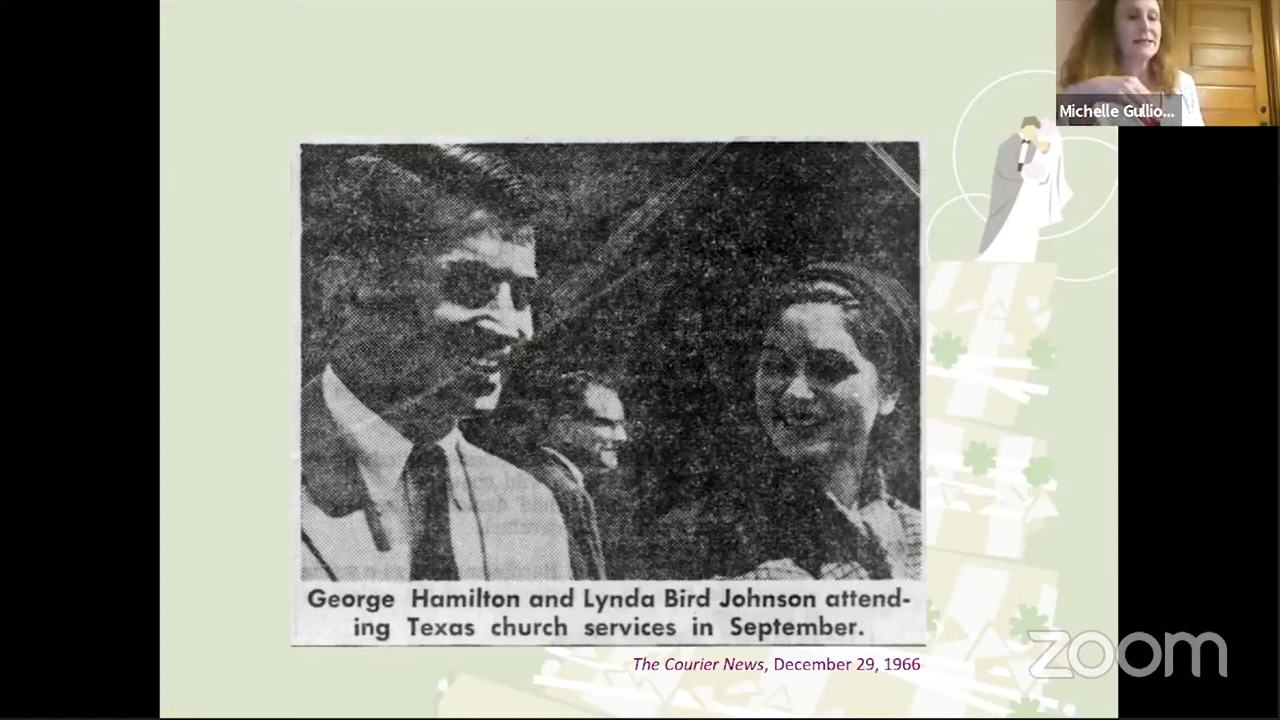 Michelle Gullio...
George Hamilton and Lynda Bird Johnson attend-
ing Texas church services in September.
The Courier News, December 29, 1966
zoom